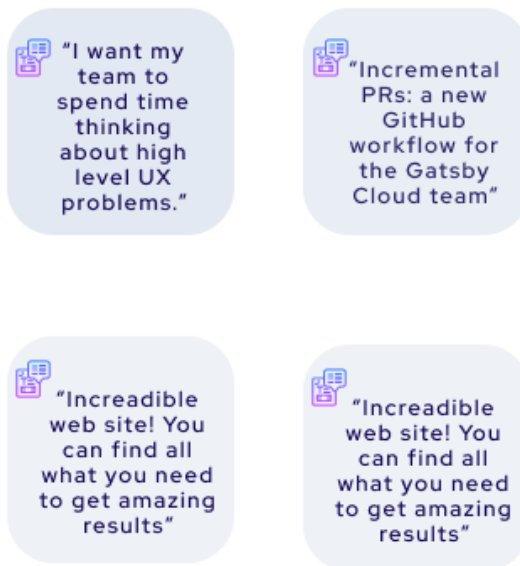 “I want my
team to
spend time
thinking
about high
level UX
problems.”
“Incremental
PRs: a new
GitHub
workflow for
the Gatsby
Cloud team”
“Increadible
web site! You
can find all
what you need
to get amazing
results”
“Increadible
web site! You
can find all
what you need
to get amazing
results”